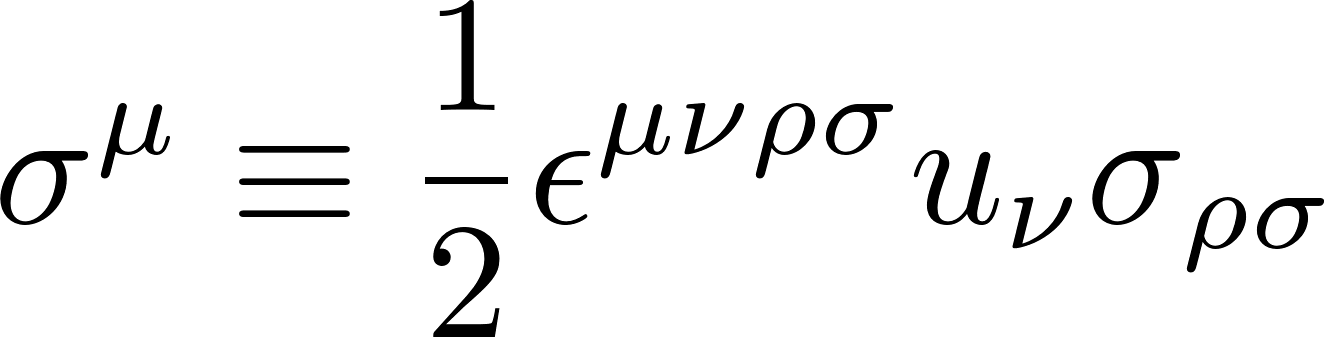 σ^μ ≡ \frac{1}{2} ϵ^{μνρσ} u_ν σ_{ρσ}